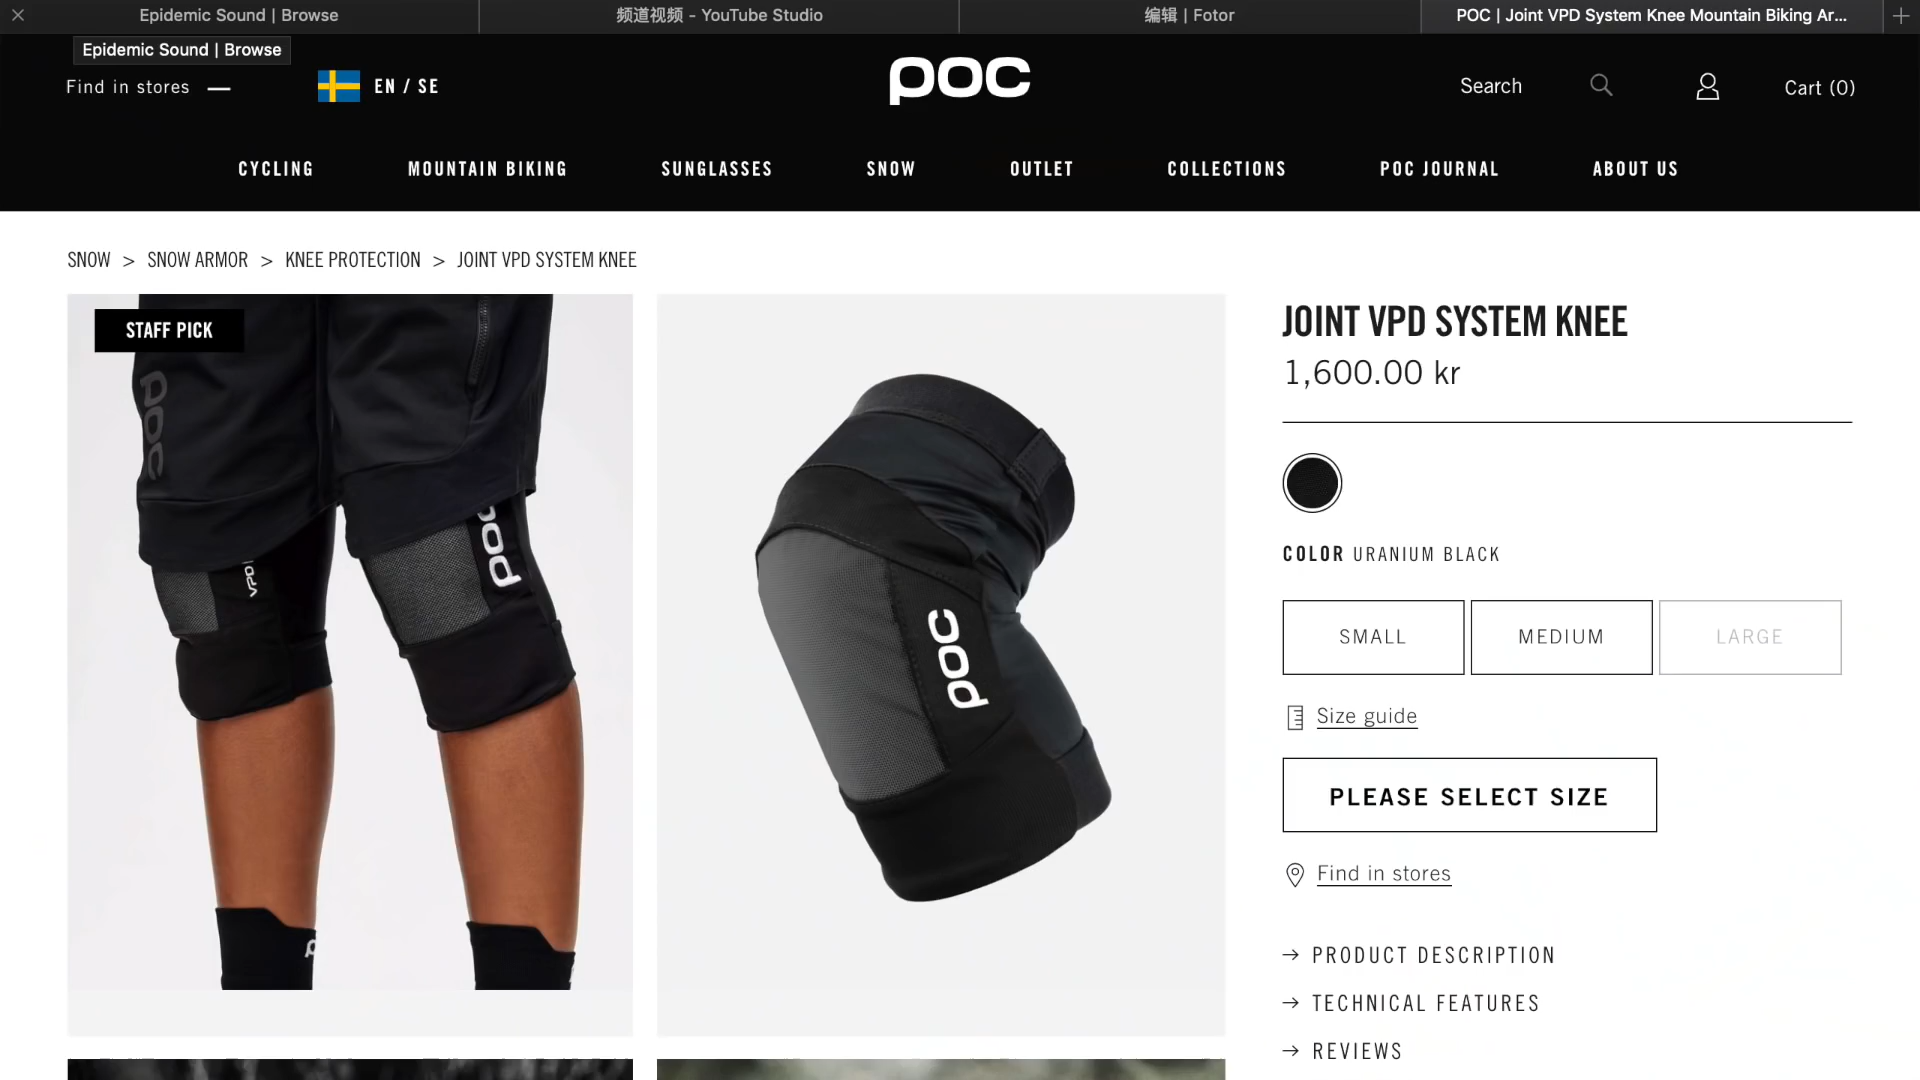 Epidemic Sound | Browse
频道视频 - YouTube Studio
编辑 | Fotor
POC | Joint VPD System Knee Mountain Biking Ar...
Epidemic Sound | Browse
Find in stores
EN / SE
poc
Search
Cart (0)
CYCLING
MOUNTAIN BIKING
SUNGLASSES
SNOW
OUTLET
COLLECTIONS
POC JOURNAL
ABOUT US
SNOW > SNOW ARMOR > KNEE PROTECTION > JOINT VPD SYSTEM KNEE
STAFF PICK
poc
VPD
poc
poc
JOINT VPD SYSTEM KNEE
1,600.00 kr
COLOR URANIUM BLACK
SMALL
MEDIUM
LARGE
Size guide
PLEASE SELECT SIZE
Find in stores
→ PRODUCT DESCRIPTION
→ TECHNICAL FEATURES
→ REVIEWS